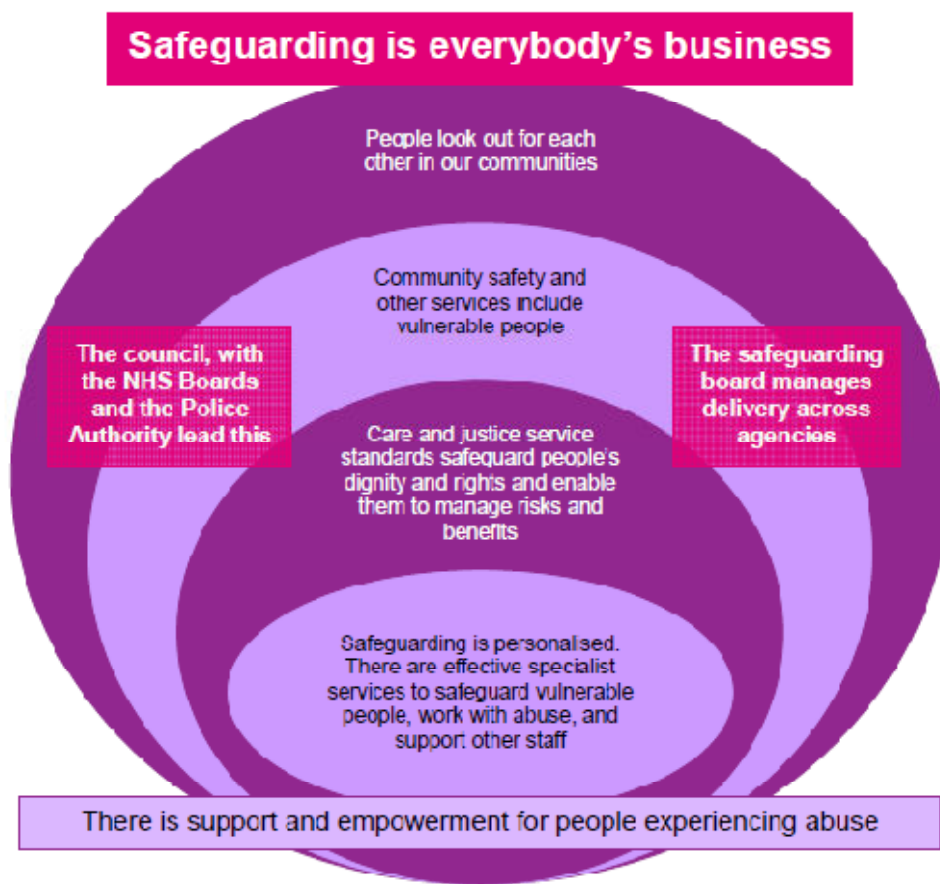 Safeguarding is everybody's business
People look out for each
other in our communities
Community safety and
other services include
vulnerable people
The council, with
the NHS Boards
and the Police
Authority lead this
The safeguarding
board manages
delivery across
agencies
Care and justice service
standards safeguard people's
dignity and rights and enable
them to manage risks and
benefits
Safeguarding is personalised.
There are effective specialist
services to safeguard vulnerable
people, work with abuse, and
support other staff
There is support and empowerment for people experiencing abuse